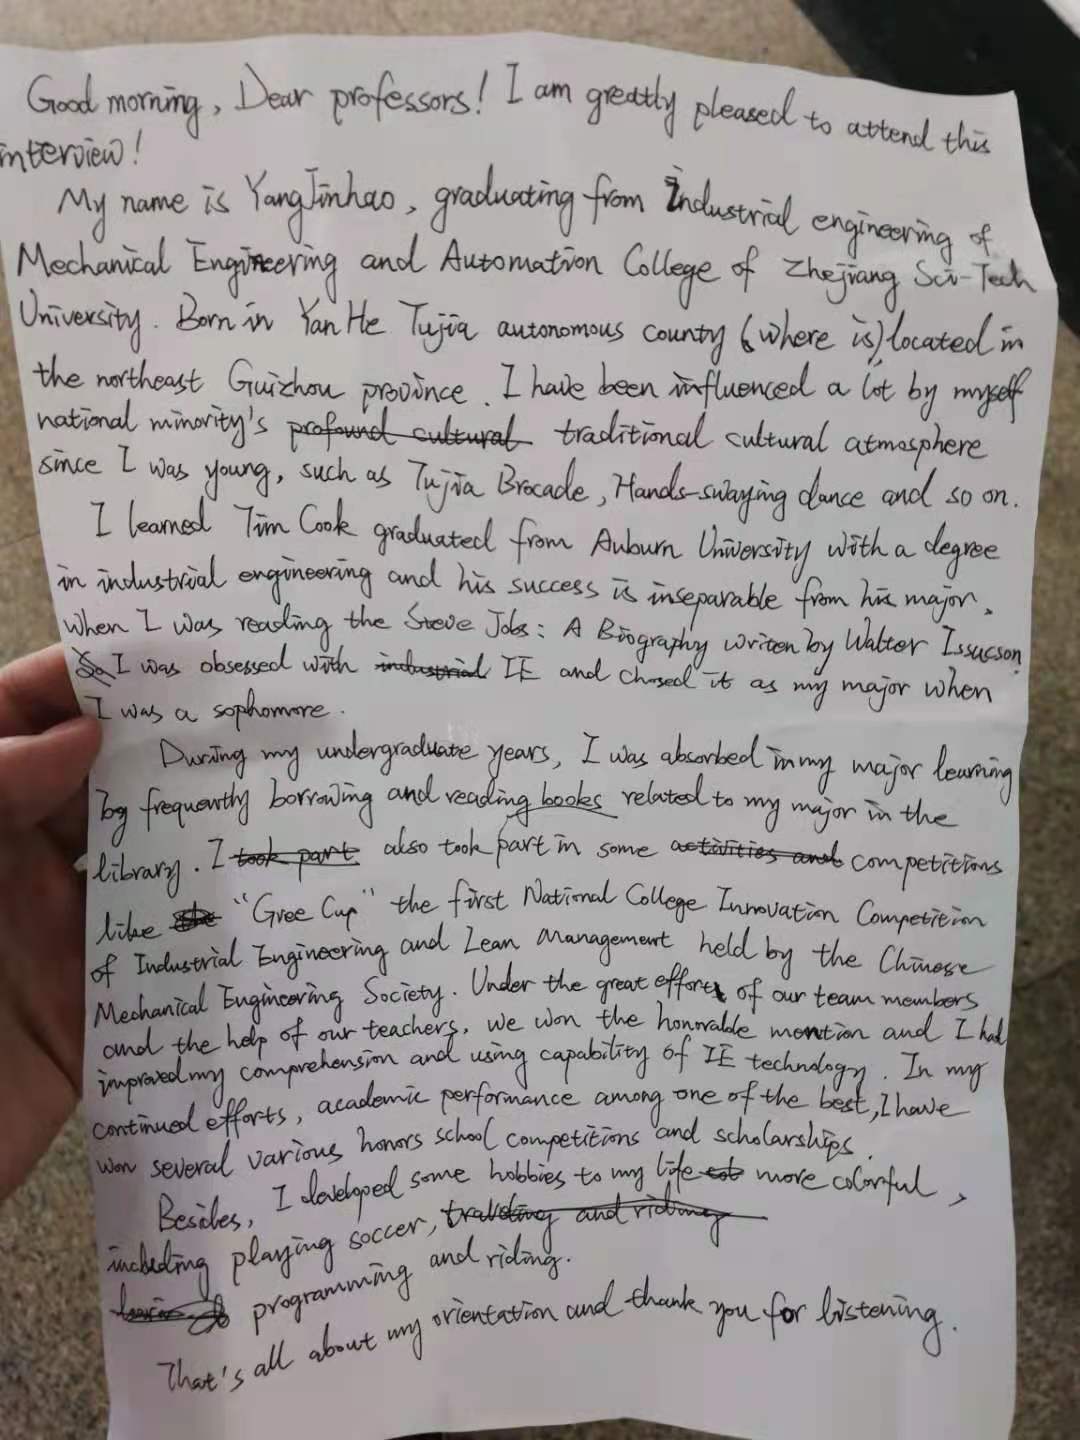 Good morning, Dear professors! I am greatly pleased to attend this
interview!
My name is YangJinhao, graduating from Industrial engineering of
Mechanical Engineering and Automation College of Zhejiang Sci-Tech
University. Born in Yan He Tujia autonomous county (where is) located in
the northeast Guizhou province. I have been influenced a lot by myself
national minority's profound cultural traditional cultural atmosphere
since I was young, such as Tujia Brocade, Hands-swaying dance and so on.
I learned Tim Cook graduated from Auburn University with a degree
in industrial engineering and his success is inseparable from his major,
when I was reading the Steve Jobs: A Biography writen by Walter Issucson.
So I was obsessed with industrial IE and chosed it as my major when
I was a sophomore.
During my undergraduate years, I was absorbed in my major learning
by frequently borrowing and reading books related to my major in the
library. I took part also took part in some activities and competitions
like the "Gree Cup" the first National College Innovation Competition
of Industrial Engineering and Lean Management held by the Chinese
Mechanical Engineering Society. Under the great efforts of our team members
and the help of our teachers, we won the honorable mention and I had
improved my comprehension and using capability of IE technology. In my
continued efforts, academic performance among one of the best, I have
won several various honors school competitions and scholarships.
Besides, I developed some hobbies to my life more colorful,
including playing soccer, traveling and riding
programming and riding.
That's all about my orientation and thank you for listening.